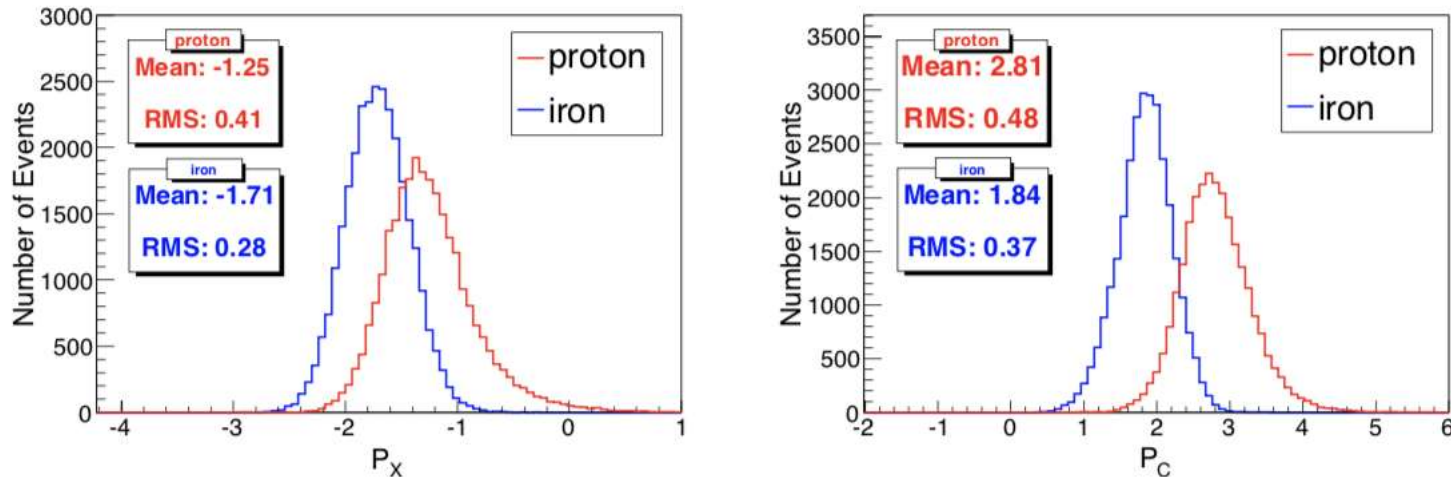 3000
2500
2000
1500
1000
500
0
Number of Events
proton
Mean: -1.25
RMS: 0.41
iron
Mean: -1.71
RMS: 0.28
proton
iron
-4 -3 -2 -1 0 1
P_X
3500
3000
2500
2000
1500
1000
500
0
Number of Events
proton
Mean: 2.81
RMS: 0.48
iron
Mean: 1.84
RMS: 0.37
proton
iron
-2 -1 0 1 2 3 4 5 6
P_C